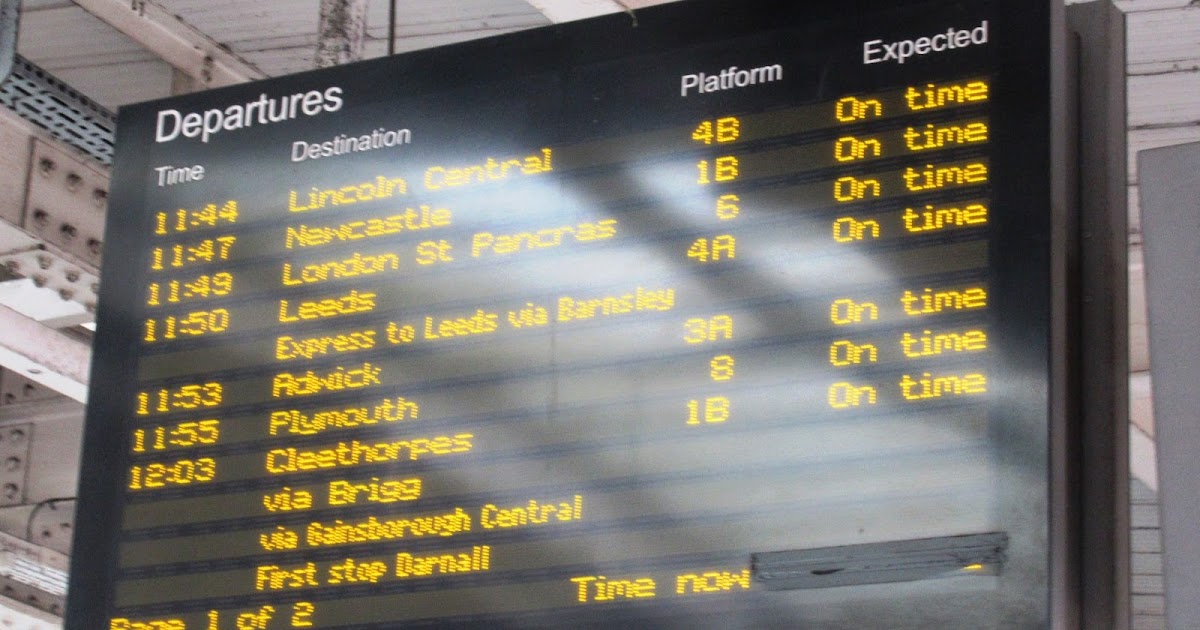 Departures
Time Destination Platform Expected
11:44 Lincoln Central 4B On time
11:47 Newcastle 1B On time
11:49 London St Pancras 6 On time
11:50 Leeds 4A On time
Express to Leeds via Barnsley
11:53 Adwick 3A On time
11:55 Plymouth 8 On time
12:03 Cleethorpes 1B On time
via Brigg
via Gainsborough Central
First stop Darnall
Page 1 of 2 Time now